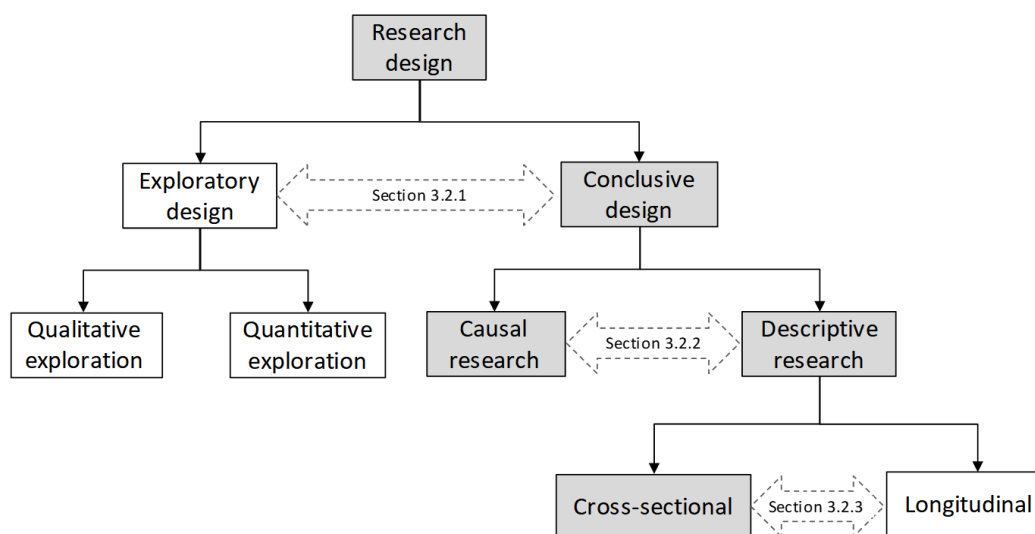 Research
design
Exploratory
design
Section 3.2.1
Conclusive
design
Qualitative
exploration
Quantitative
exploration
Causal
research
Section 3.2.2
Descriptive
research
Cross-sectional
Section 3.2.3
Longitudinal